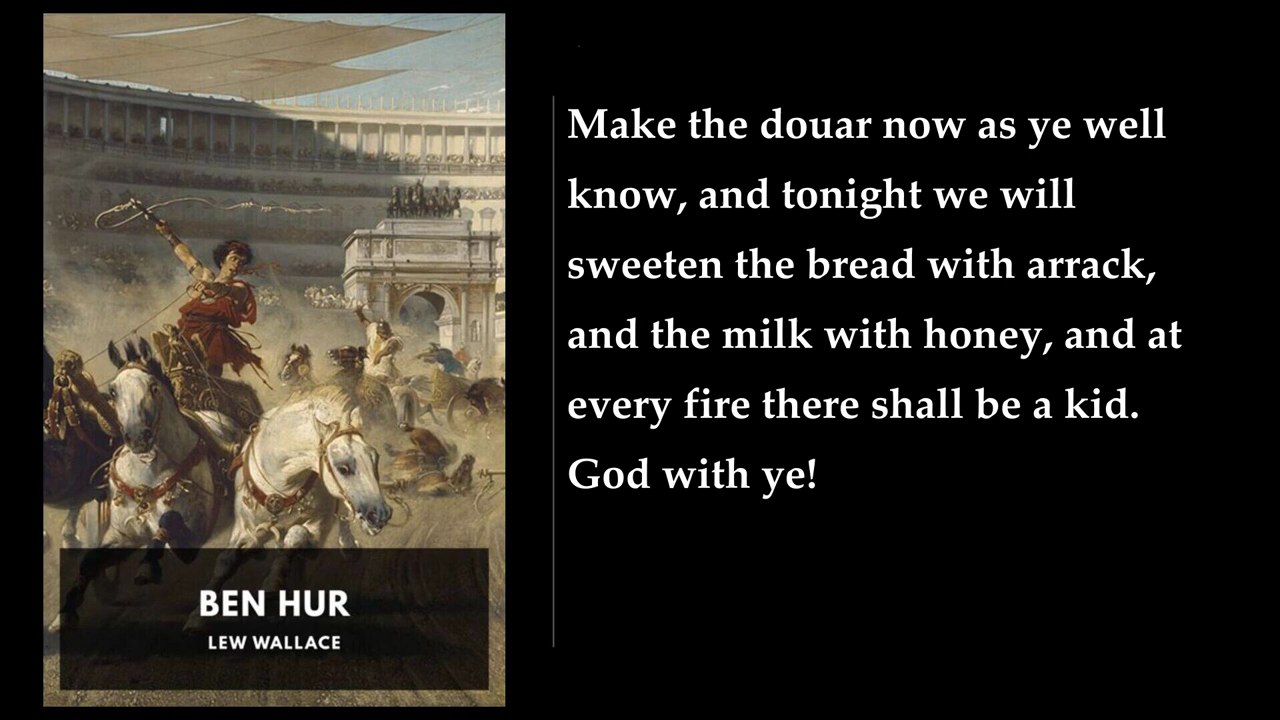 Make the douar now as ye well
know, and tonight we will
sweeten the bread with arrack,
and the milk with honey, and at
every fire there shall be a kid.
God with ye!
BEN HUR
LEW WALLACE